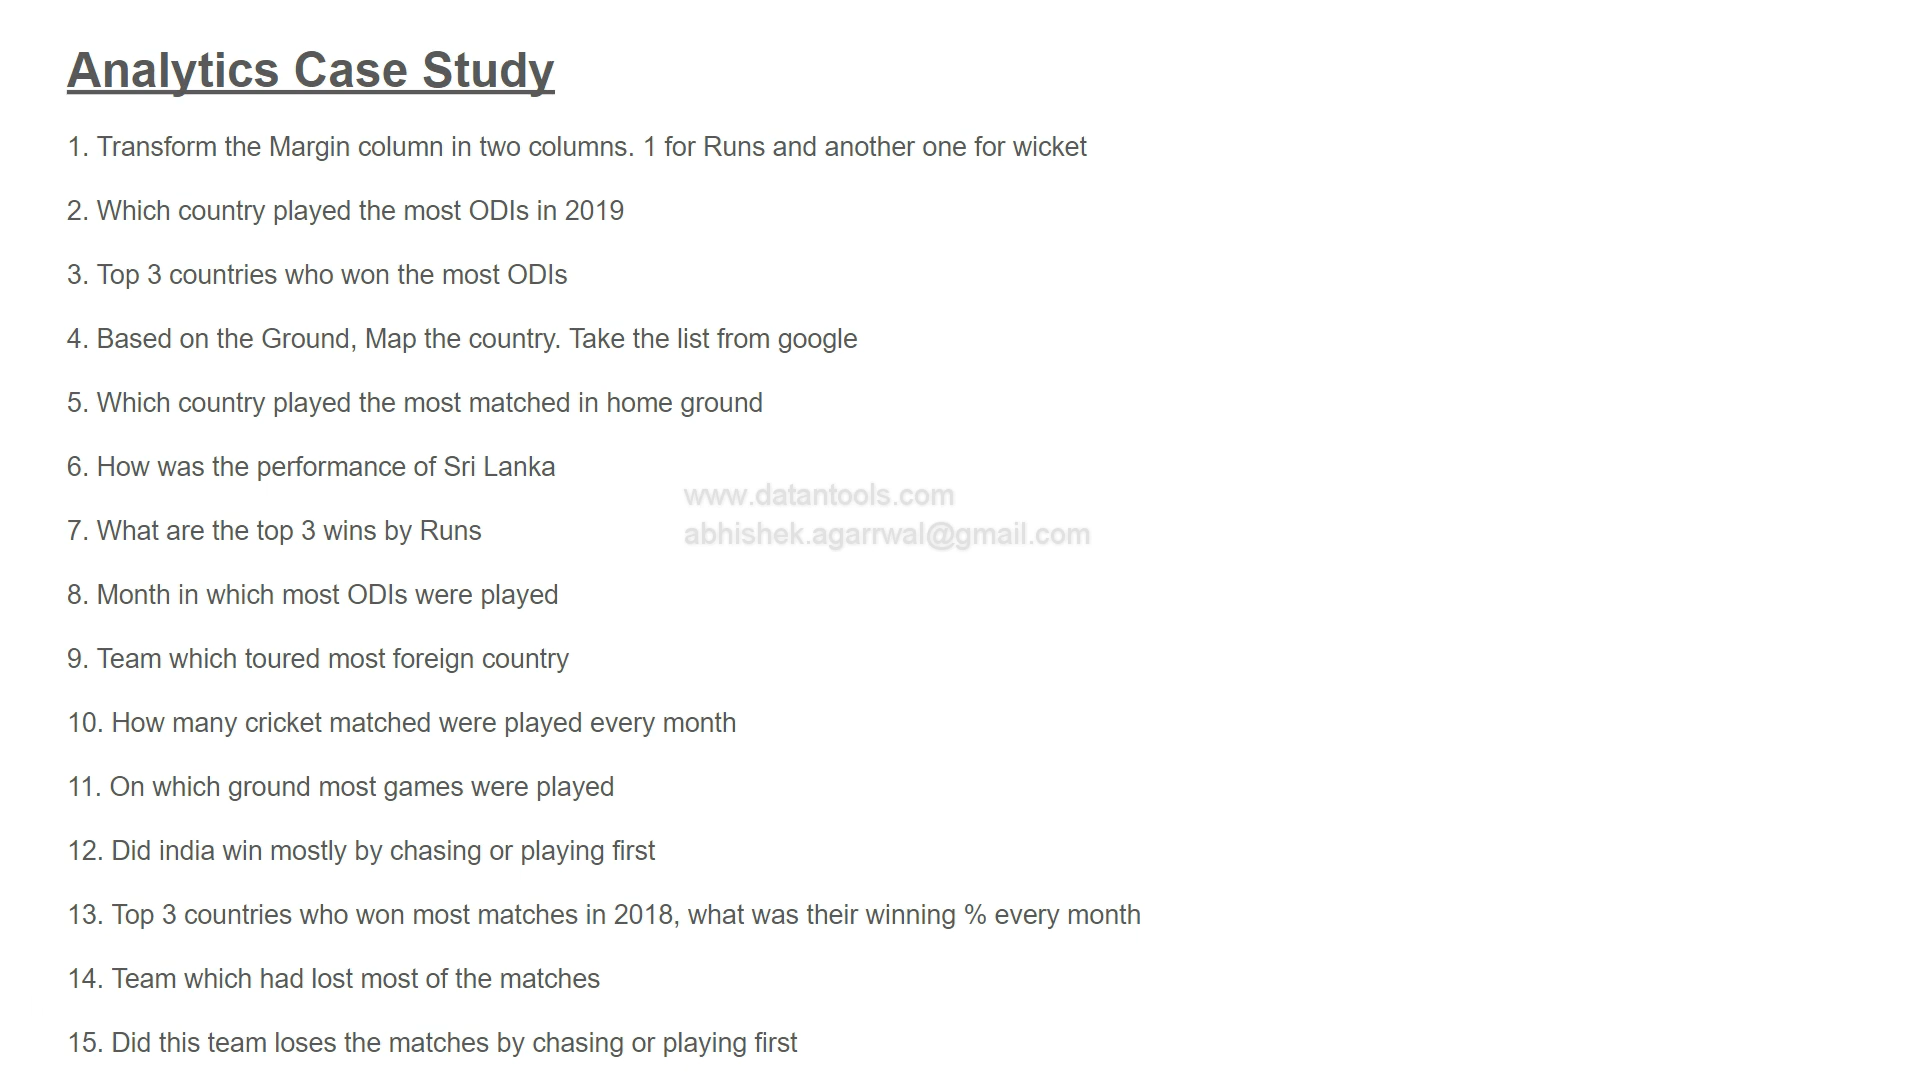 Analytics Case Study
1. Transform the Margin column in two columns. 1 for Runs and another one for wicket
2. Which country played the most ODIs in 2019
3. Top 3 countries who won the most ODIs
4. Based on the Ground, Map the country. Take the list from google
5. Which country played the most matched in home ground
6. How was the performance of Sri Lanka
www.datantools.com
7. What are the top 3 wins by Runs
abhishek.agarrwal@gmail.com
8. Month in which most ODIs were played
9. Team which toured most foreign country
10. How many cricket matched were played every month
11. On which ground most games were played
12. Did india win mostly by chasing or playing first
13. Top 3 countries who won most matches in 2018, what was their winning % every month
14. Team which had lost most of the matches
15. Did this team loses the matches by chasing or playing first